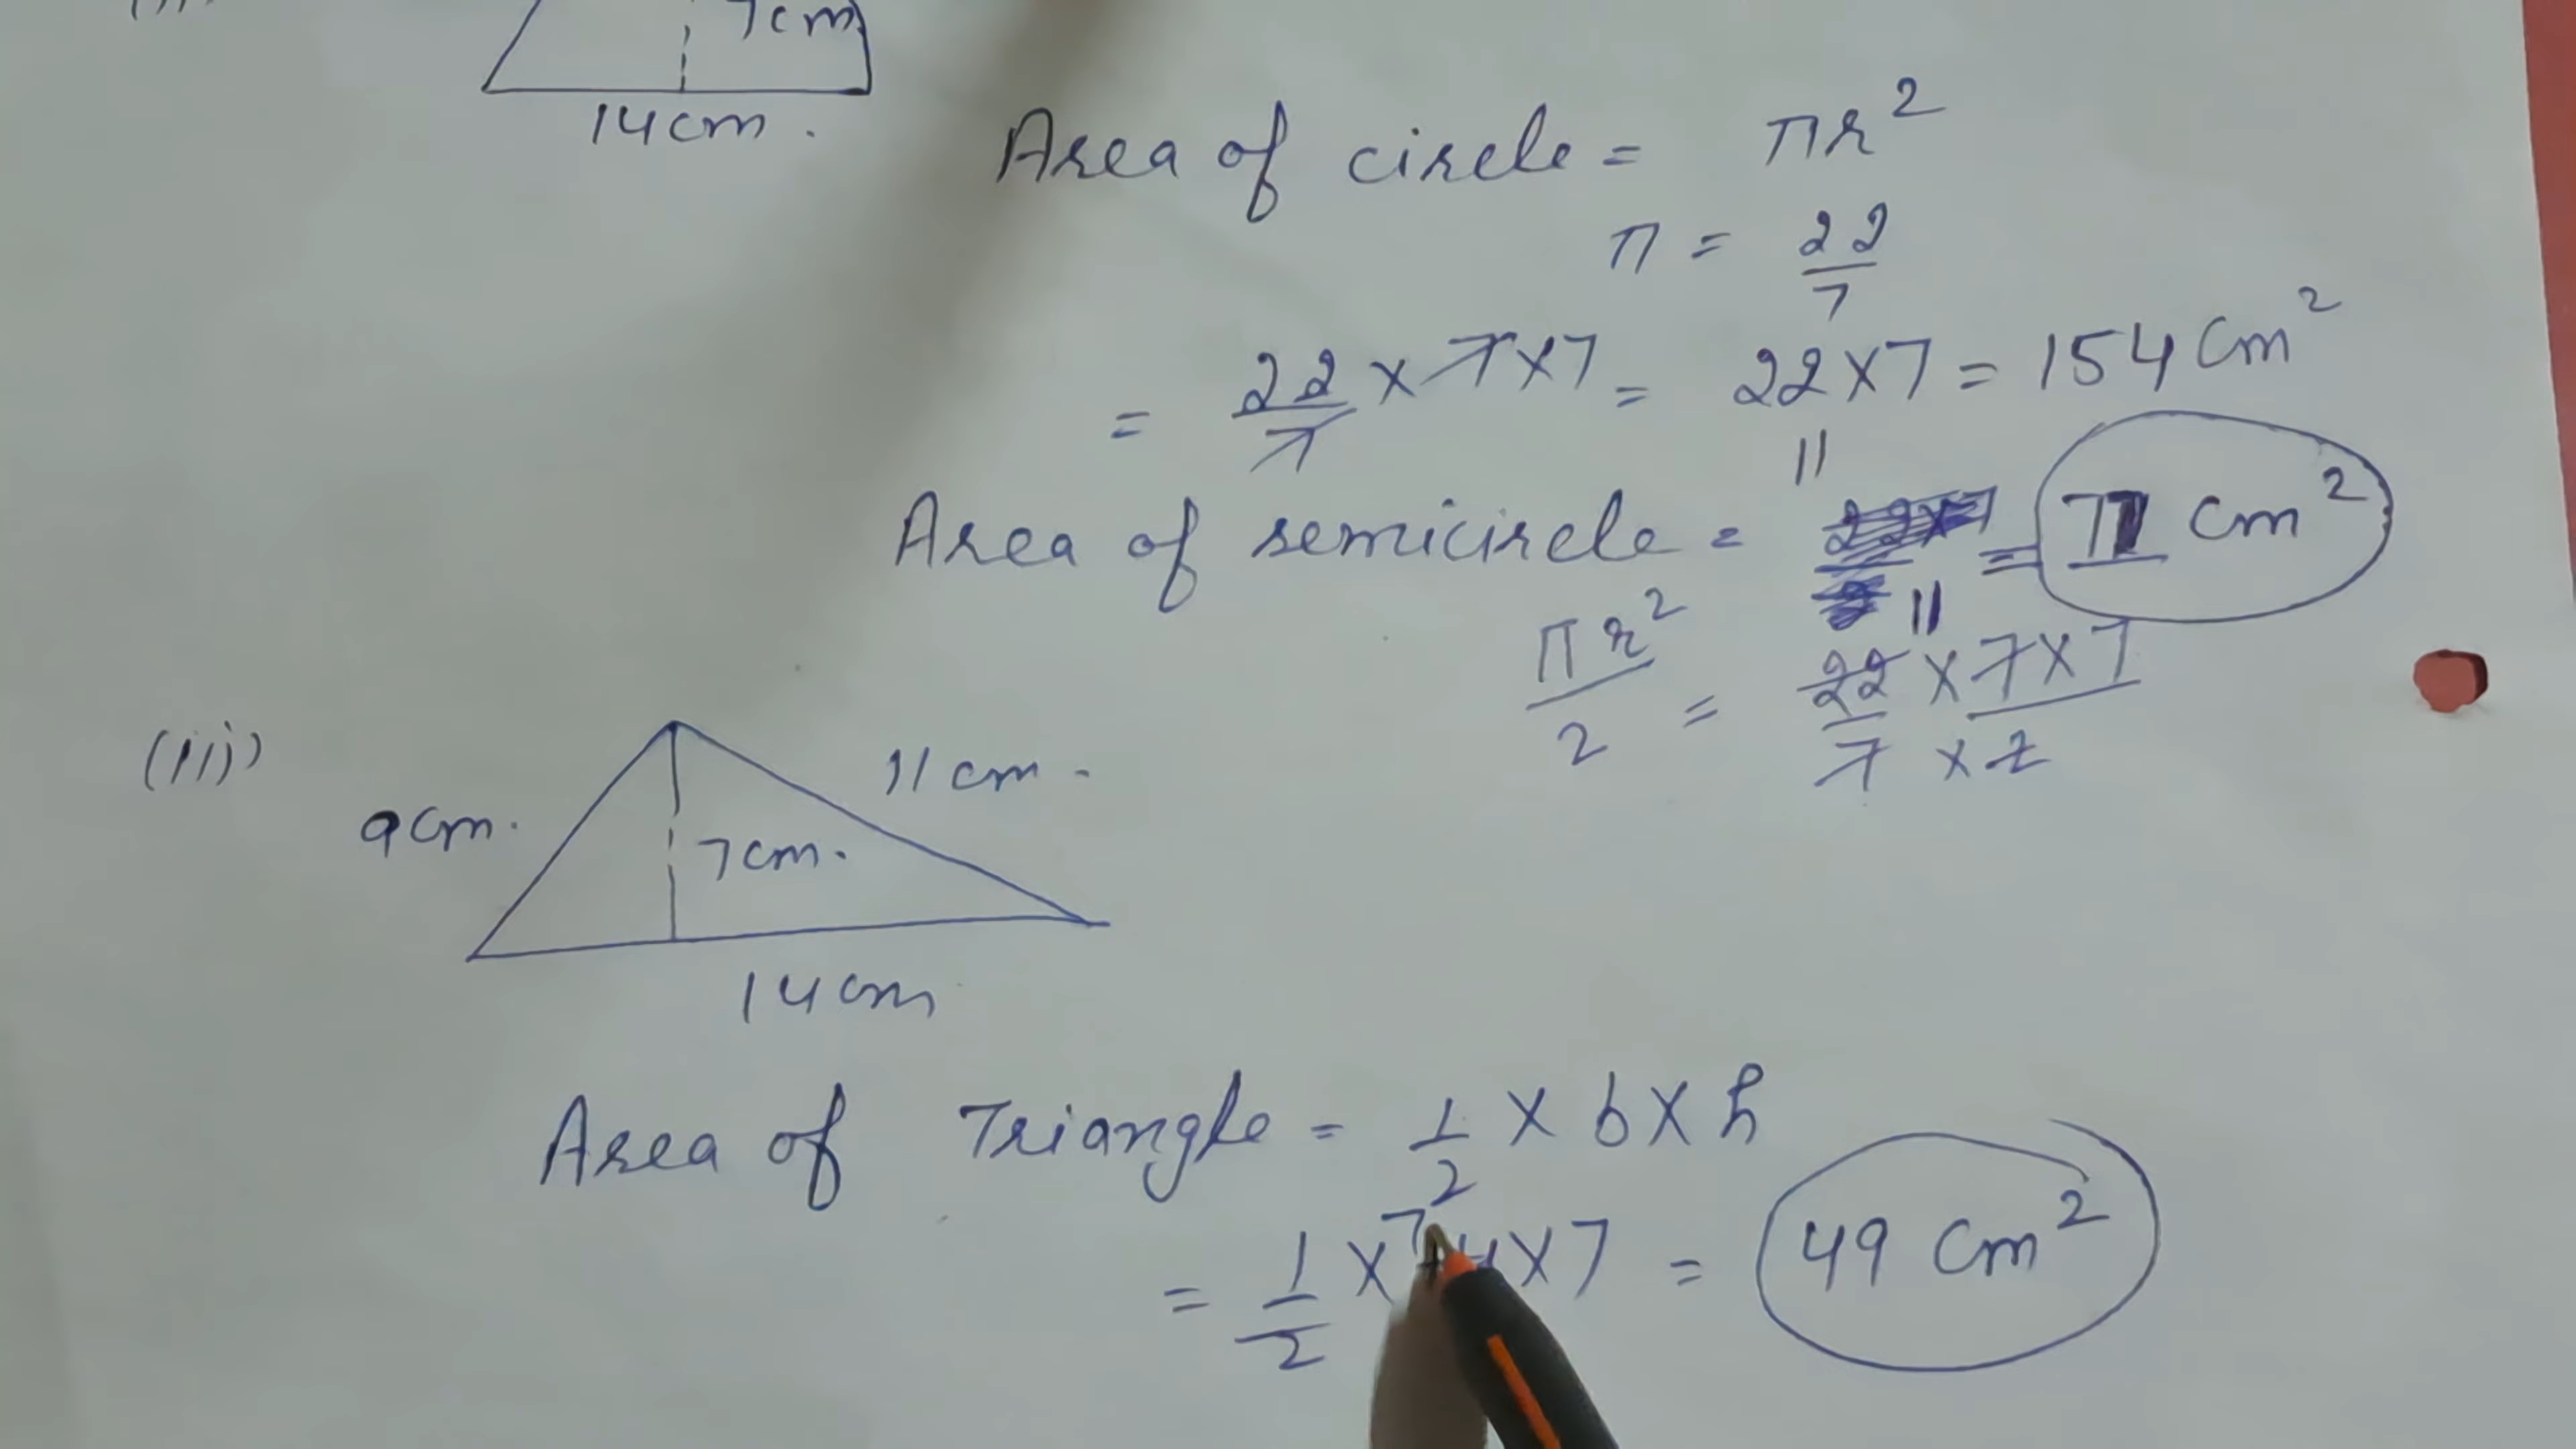 7cm
14cm.
Area of circle = πr²
π = 22/7
= 22/7 × 7 × 7 = 22 × 7 = 154 cm²
11
Area of semicircle = = 77 cm²
11
πr²/2 = 22/7 × 7 × 7 / × 2
(ii)
11 cm.
9cm.
7cm.
14cm
Area of Triangle = 1/2 × b × h
7
= 1/2 × 14 × 7 = 49 cm²